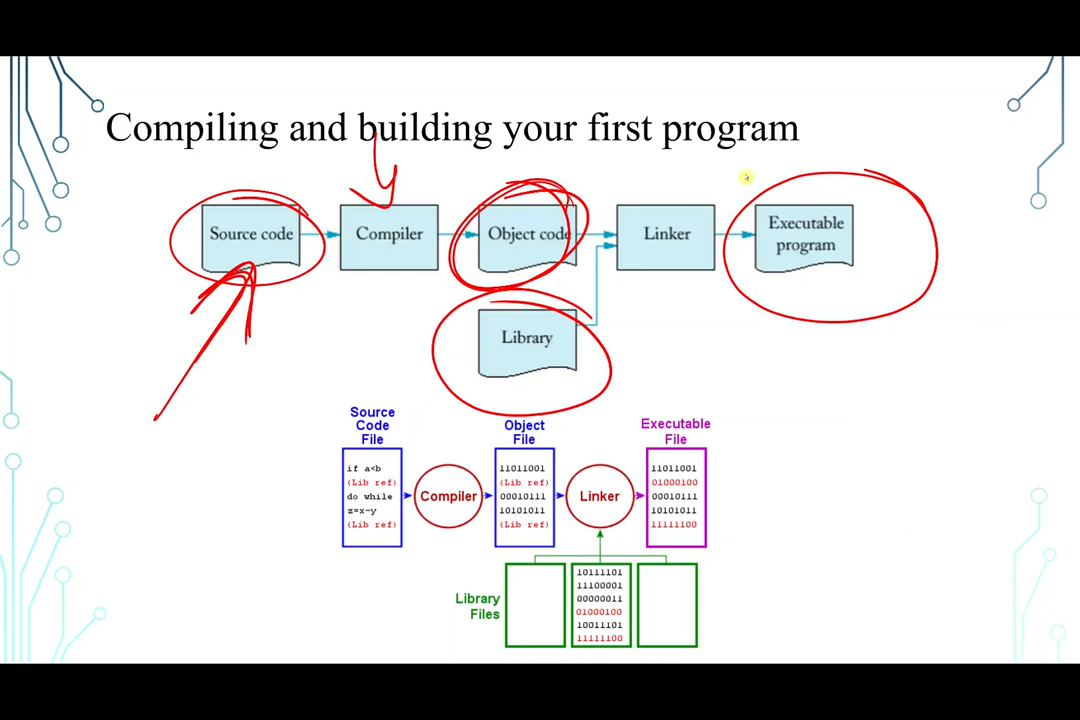 Compiling and building your first program
Source code
Compiler
Object code
Linker
Executable
program
Library
Source
Code
File
Object
File
Executable
File
if a<b
(Lib ref)
do while
z=x-y
(Lib ref)
Compiler
11011001
(Lib ref)
00010111
10101011
(Lib ref)
Linker
11011001
01000100
00010111
10101011
11111100
Library
Files
10111101
11100001
00000011
01000100
10011101
11111100